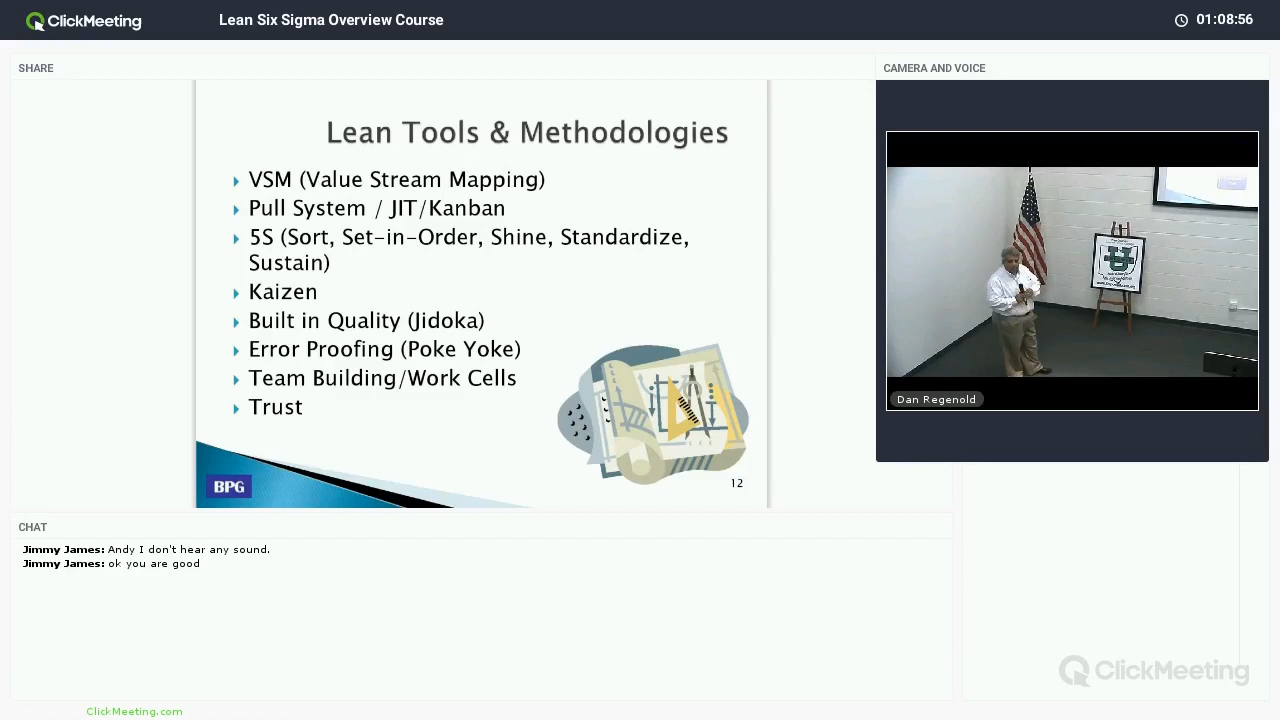 ClickMeeting
Lean Six Sigma Overview Course
01:08:56
SHARE
Lean Tools & Methodologies
VSM (Value Stream Mapping)
Pull System / JIT/Kanban
5S (Sort, Set-in-Order, Shine, Standardize,
Sustain)
Kaizen
Built in Quality (Jidoka)
Error Proofing (Poke Yoke)
Team Building/Work Cells
Trust
BPG
12
CAMERA AND VOICE
Dan Regenold
CHAT
Jimmy James: Andy I don't hear any sound.
Jimmy James: ok you are good
ClickMeeting
ClickMeeting.com